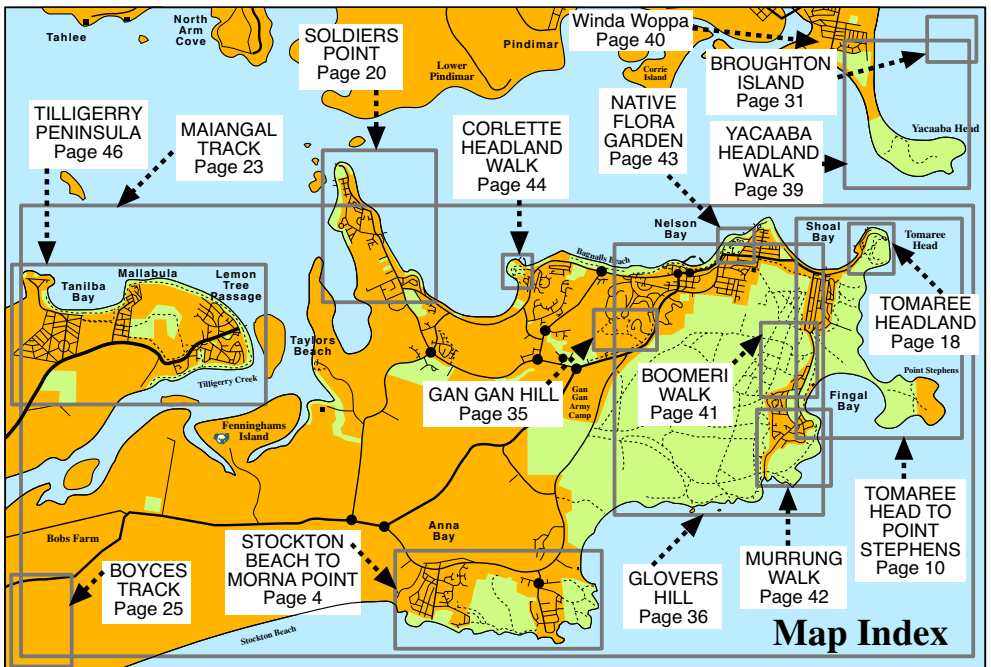 Tahlee
North
Arm
Cove
SOLDIERS
POINT
Page 20
Pindimar
Lower
Pindimar
Winda Woppa
Page 40
Corrie
Island
BROUGHTON
ISLAND
Page 31
TILLIGERRY
PENINSULA
Page 46
MAIANGAL
TRACK
Page 23
CORLETTE
HEADLAND
WALK
Page 44
NATIVE
FLORA
GARDEN
Page 43
YACAABA
HEADLAND
WALK
Page 39
Yacaaba Head
Nelson
Bay
Shoal
Bay
Tomaree
Head
Bagnalls Beach
Tanilba
Bay
Mallabula
Lemon
Tree
Passage
Taylors
Beach
Tilligerry Creek
TOMAREE
HEADLAND
Page 18
GAN GAN HILL
Page 35
Gan
Gan
Army
Camp
BOOMERI
WALK
Page 41
Point Stephens
Fingal
Bay
Fenninghams
Island
Bobs Farm
Anna
Bay
BOYCES
TRACK
Page 25
STOCKTON
BEACH TO
MORNA POINT
Page 4
GLOVERS
HILL
Page 36
MURRUNG
WALK
Page 42
TOMAREE
HEAD TO
POINT
STEPHENS
Page 10
Stockton Beach
Map Index